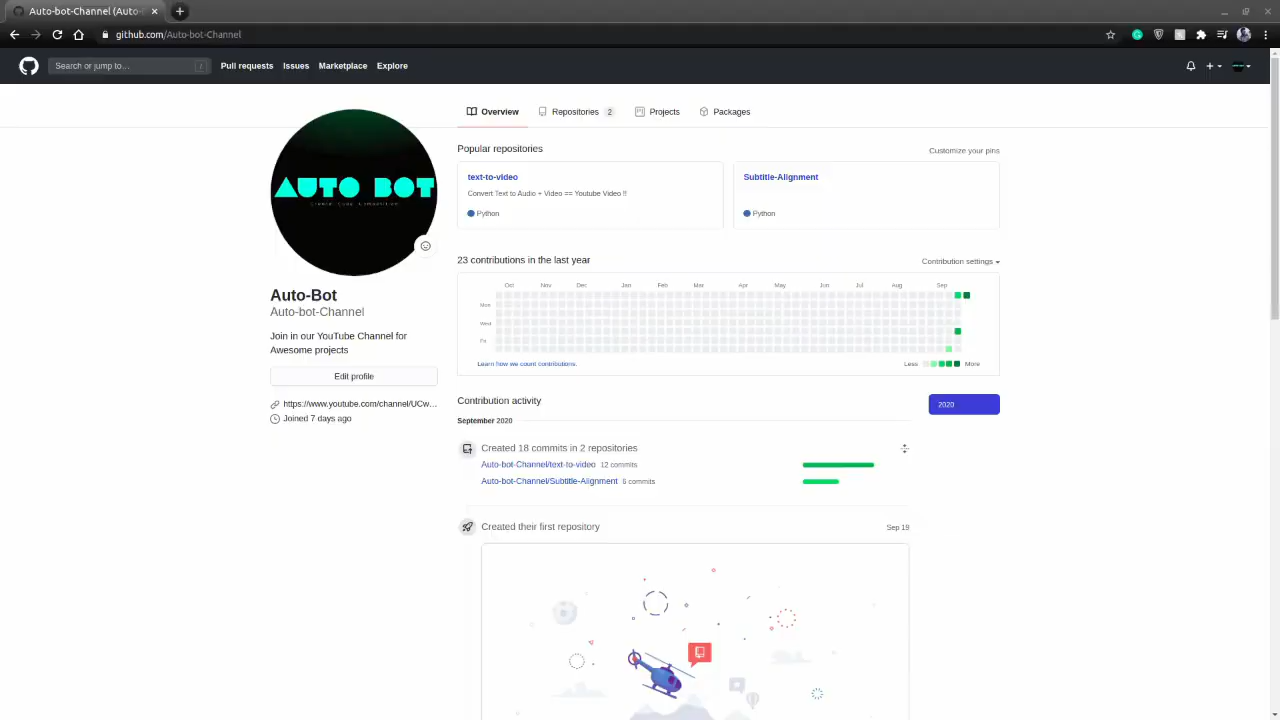 Auto-bot-Channel (Auto-
github.com/Auto-bot-Channel
Search or jump to...
/
Pull requests
Issues
Marketplace
Explore
Overview
Repositories 2
Projects
Packages
AUTO BOT
Popular repositories
Customize your pins
text-to-video
Convert Text to Audio + Video == Youtube Video !!
Python
Subtitle-Alignment
Python
23 contributions in the last year
Contribution settings
Oct Nov Dec Jan Feb Mar Apr May Jun Jul Aug Sep
Mon
Wed
Fri
Learn how we count contributions.
Less
More
Auto-Bot
Auto-bot-Channel
Join in our YouTube Channel for
Awesome projects
Edit profile
https://www.youtube.com/channel/UCw...
Joined 7 days ago
Contribution activity
2020
September 2020
Created 18 commits in 2 repositories
Auto-bot-Channel/text-to-video 12 commits
Auto-bot-Channel/Subtitle-Alignment 6 commits
Created their first repository
Sep 19